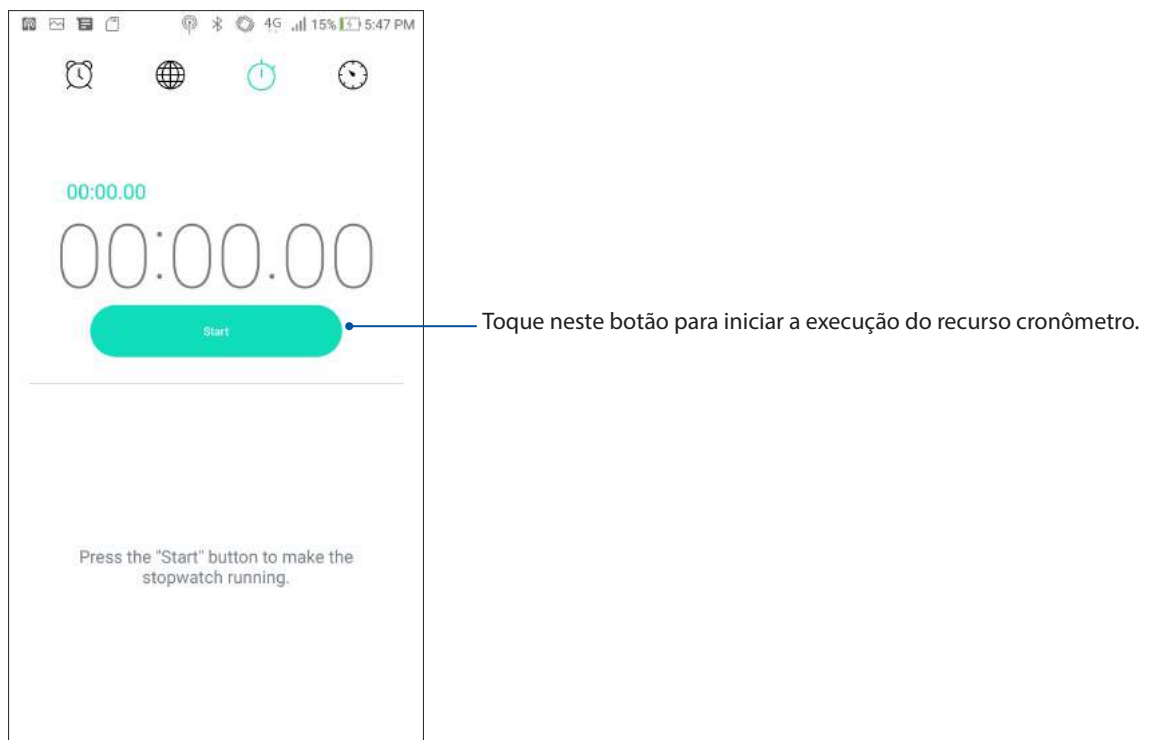 4G 15% 5:47 PM
00:00.00
00:00.00
Start
Toque neste botão para iniciar a execução do recurso cronômetro.
Press the "Start" button to make the
stopwatch running.